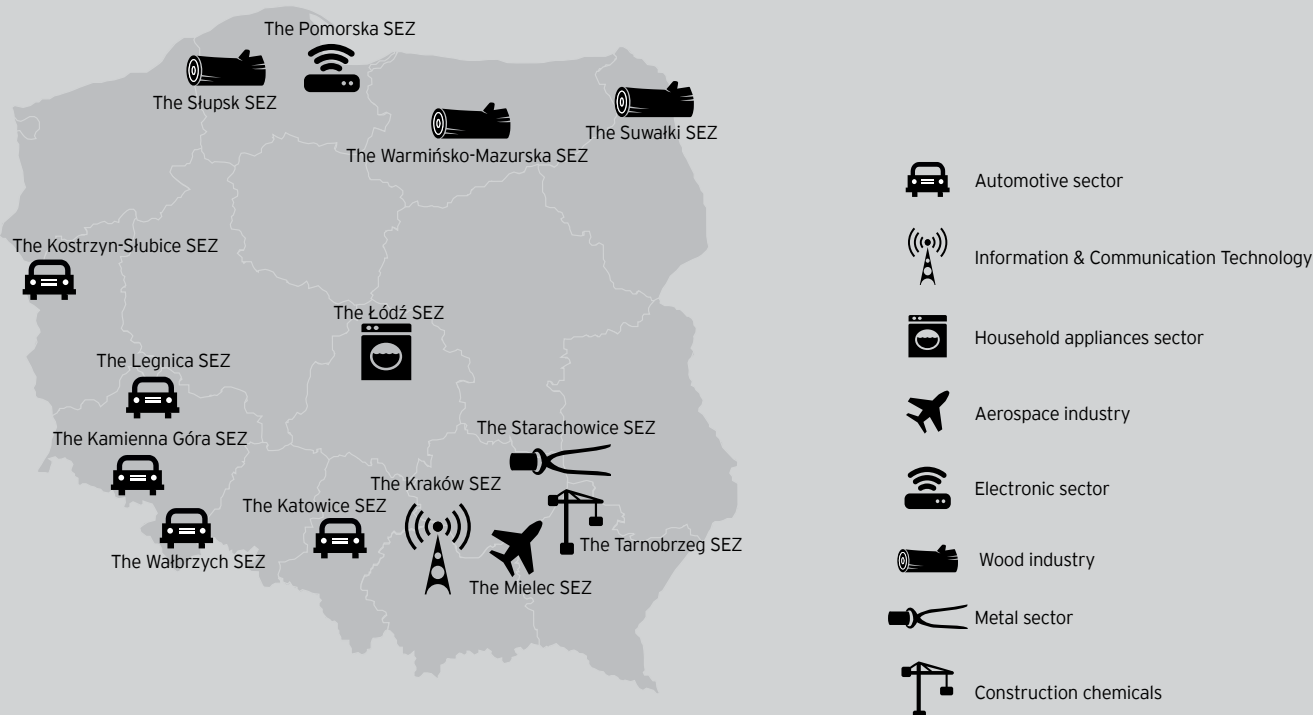 The Pomorska SEZ
The Słupsk SEZ
The Suwałki SEZ
The Warmińsko-Mazurska SEZ
The Kostrzyn-Słubice SEZ
The Łódź SEZ
The Legnica SEZ
The Kamienna Góra SEZ
The Starachowice SEZ
The Kraków SEZ
The Katowice SEZ
The Tarnobrzeg SEZ
The Wałbrzych SEZ
The Mielec SEZ
Automotive sector
Information & Communication Technology
Household appliances sector
Aerospace industry
Electronic sector
Wood industry
Metal sector
Construction chemicals